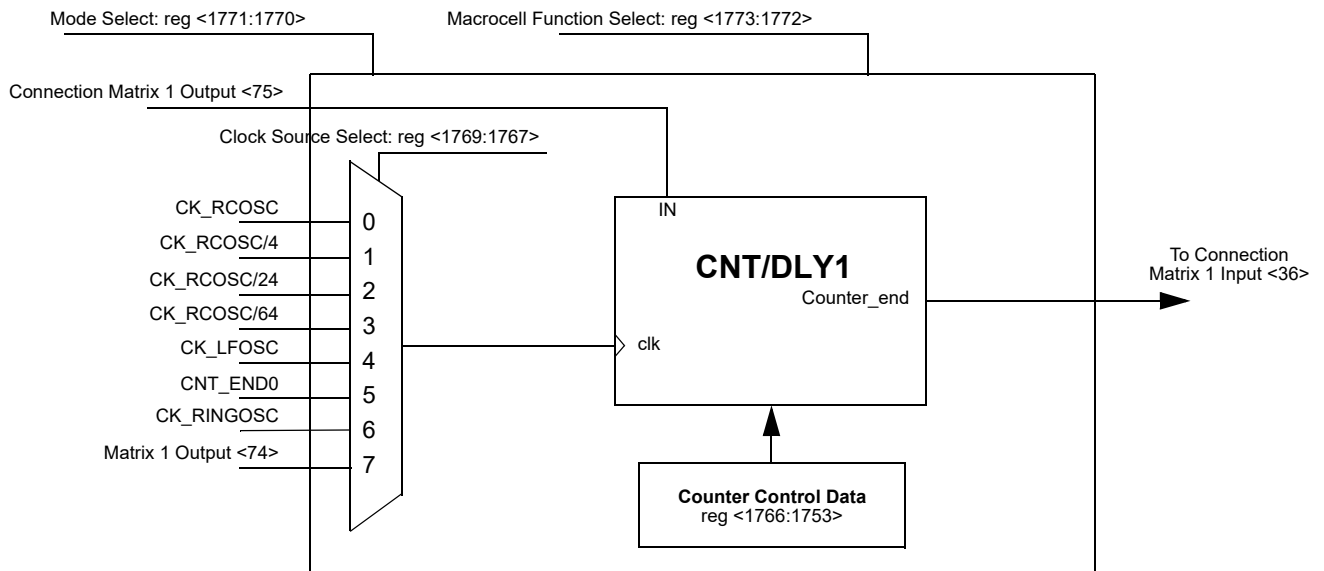 Mode Select: reg <1771:1770>
Macrocell Function Select: reg <1773:1772>
Connection Matrix 1 Output <75>
Clock Source Select: reg <1769:1767>
CK_RCOSC
0
CK_RCOSC/4
1
CK_RCOSC/24
2
CK_RCOSC/64
3
CK_LFOSC
4
CNT_END0
5
CK_RINGOSC
6
Matrix 1 Output <74>
7
IN
CNT/DLY1
Counter_end
clk
To Connection
Matrix 1 Input <36>
Counter Control Data
reg <1766:1753>